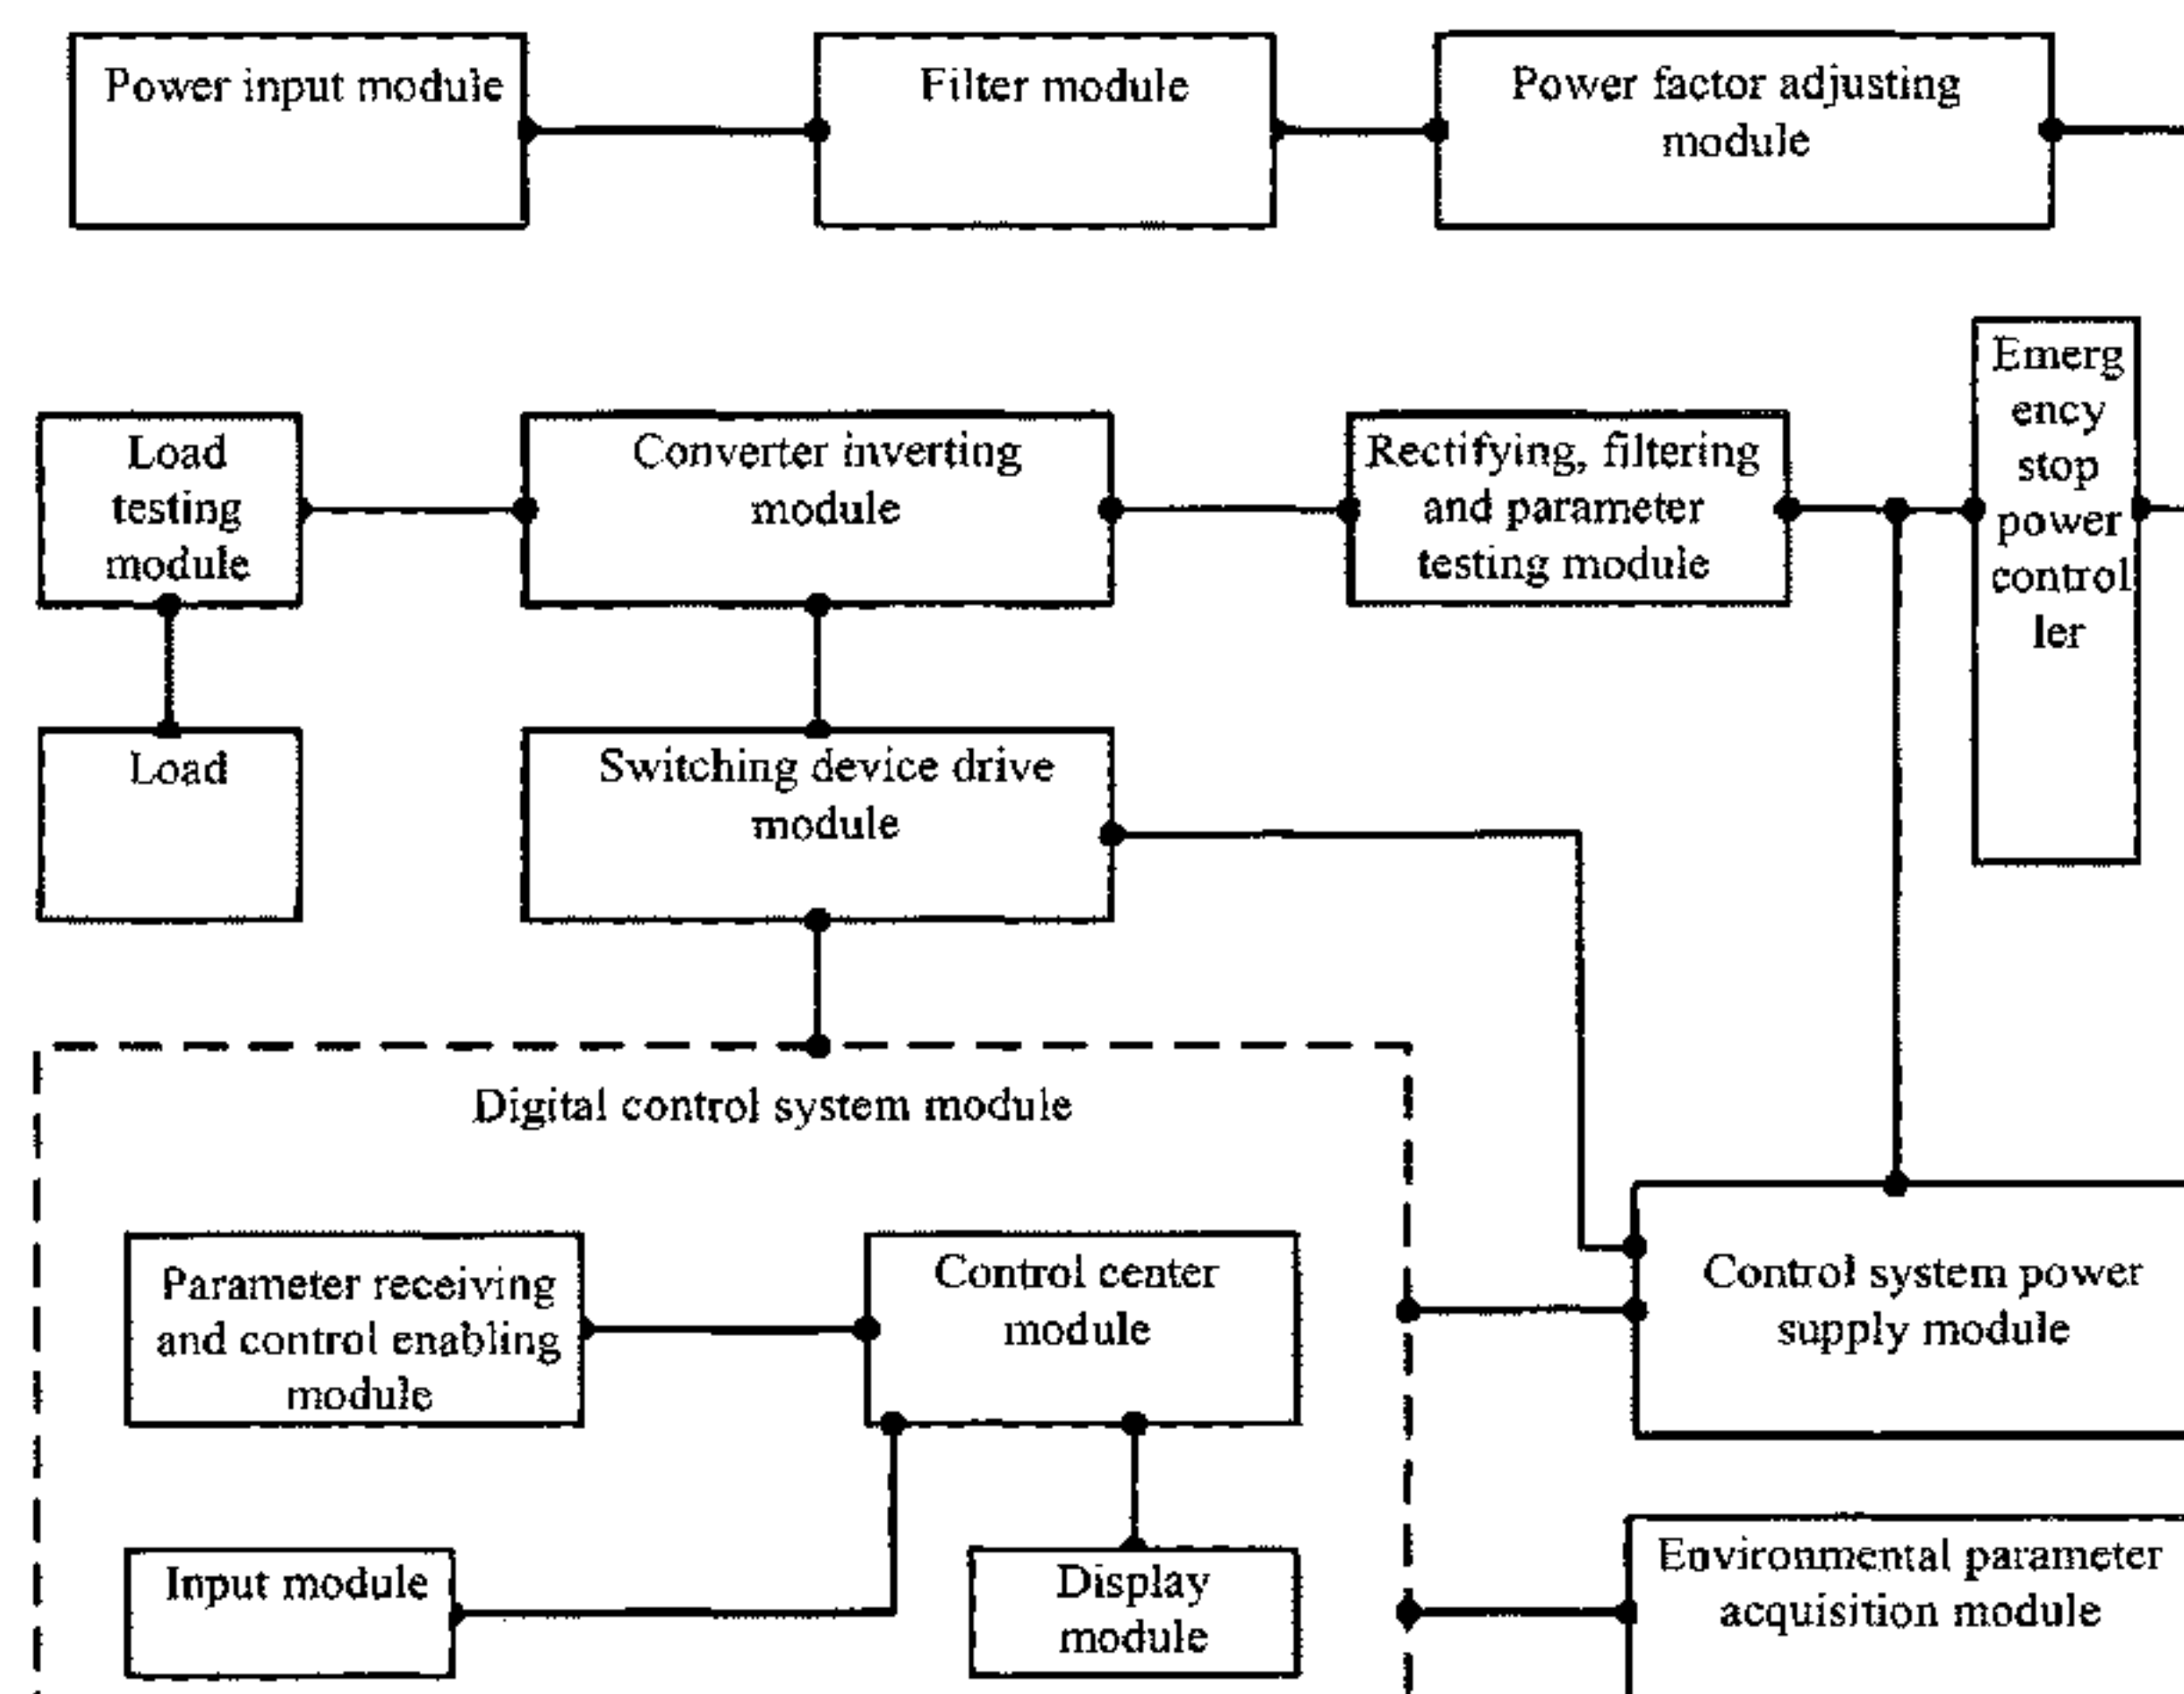 Power input module
Filter module
Power factor adjusting
module
Load
testing
module
Converter inverting
module
Rectifying, filtering
and parameter
testing module
Emerg
ency
stop
power
control
ler
Load
Switching device drive
module
Digital control system module
Parameter receiving
and control enabling
module
Control center
module
Control system power
supply module
Input module
Display
module
Environmental parameter
acquisition module